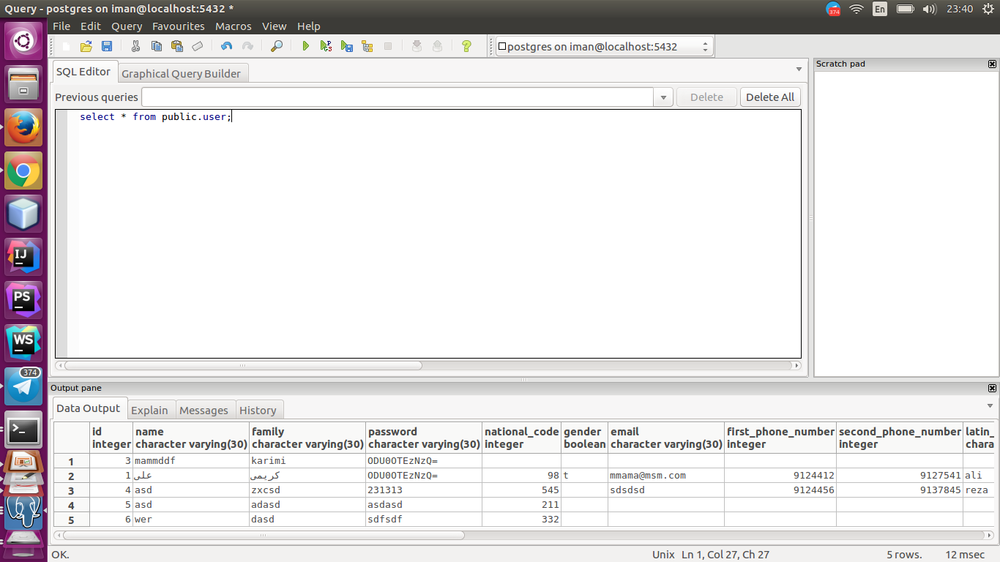 Query - postgres on iman@localhost:5432 *
374
En
23:40
File Edit Query Favourites Macros View Help
postgres on iman@localhost:5432
SQL Editor
Graphical Query Builder
Scratch pad
Previous queries
Delete
Delete All
select * from public.user;
IJ
PS
WS
374
Output pane
Data Output Explain Messages History
id name family password national_code gender email first_phone_number second_phone_number latin_
integer character varying(30) character varying(30) character varying(30) integer boolean character varying(30) integer integer chara
1 3 mammddf karimi ODU0OTEzNzQ=
2 1 علی کریمی ODU0OTEzNzQ= 98 t mmama@msm.com 9124412 9127541 ali
3 4 asd zxcsd 231313 545 sdsdsd 9124456 9137845 reza
4 5 asd adasd asdasd 211
5 6 wer dasd sdfsdf 332
OK.
Unix Ln 1, Col 27, Ch 27
5 rows.
12 msec